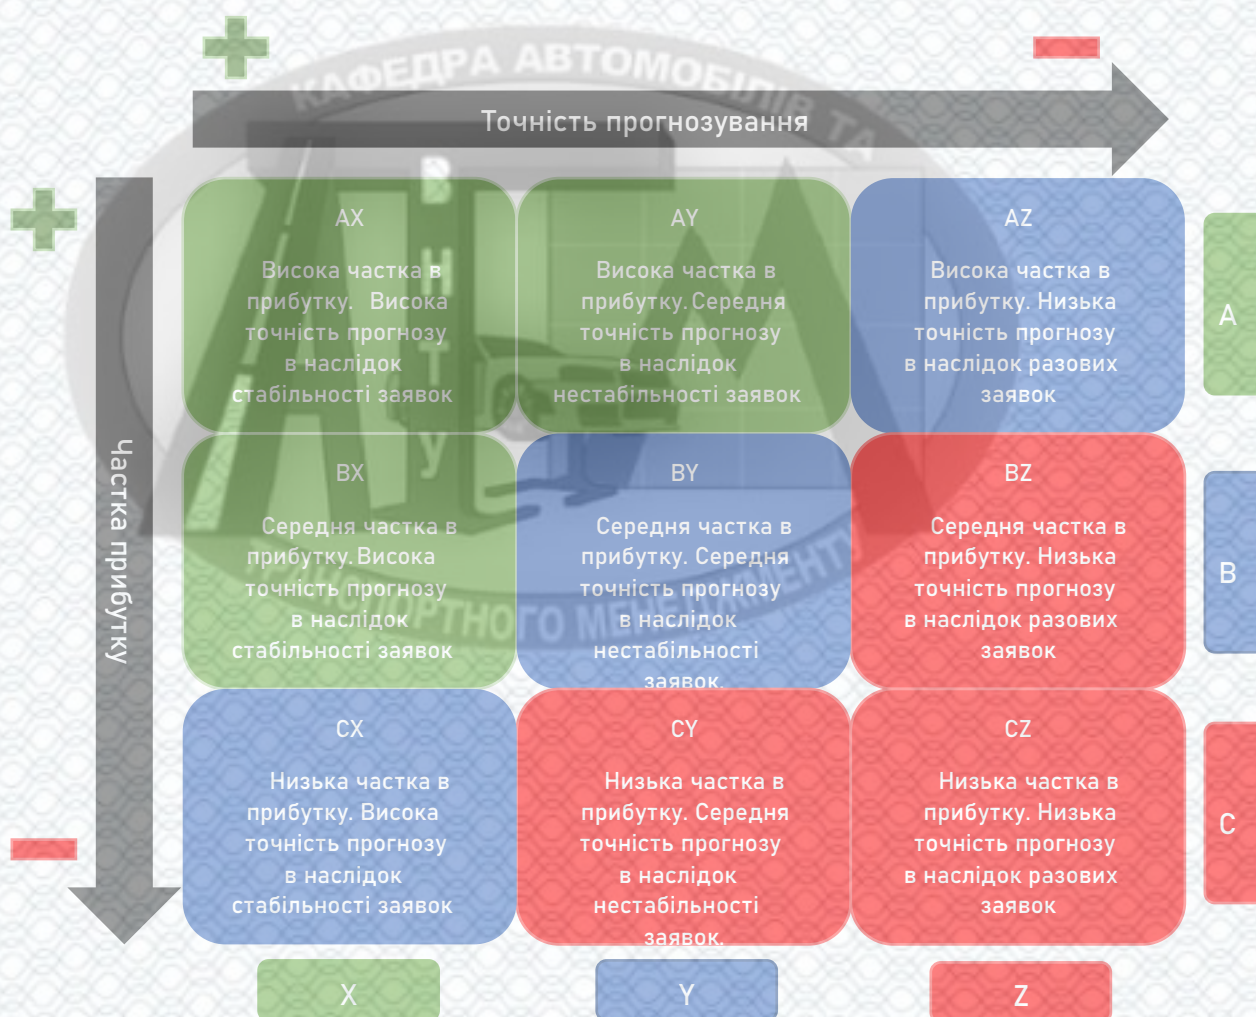 КАФЕДРА АВТОМОБІЛІВ ТА
Точність прогнозування
Частка прибутку
ВНТУ
AX
Висока частка в
прибутку. Висока
точність прогнозу
в наслідок
стабільності заявок
AY
Висока частка в
прибутку. Середня
точність прогнозу
в наслідок
нестабільності заявок
AZ
Висока частка в
прибутку. Низька
точність прогнозу
в наслідок разових
заявок
A
BX
Середня частка в
прибутку. Висока
точність прогнозу
в наслідок
стабільності заявок
BY
Середня частка в
прибутку. Середня
точність прогнозу
в наслідок
нестабільності
заявок.
BZ
Середня частка в
прибутку. Низька
точність прогнозу
в наслідок разових
заявок
B
CX
Низька частка в
прибутку. Висока
точність прогнозу
в наслідок
стабільності заявок
CY
Низька частка в
прибутку. Середня
точність прогнозу
в наслідок
нестабільності
заявок.
CZ
Низька частка в
прибутку. Низька
точність прогнозу
в наслідок разових
заявок
C
X
Y
Z